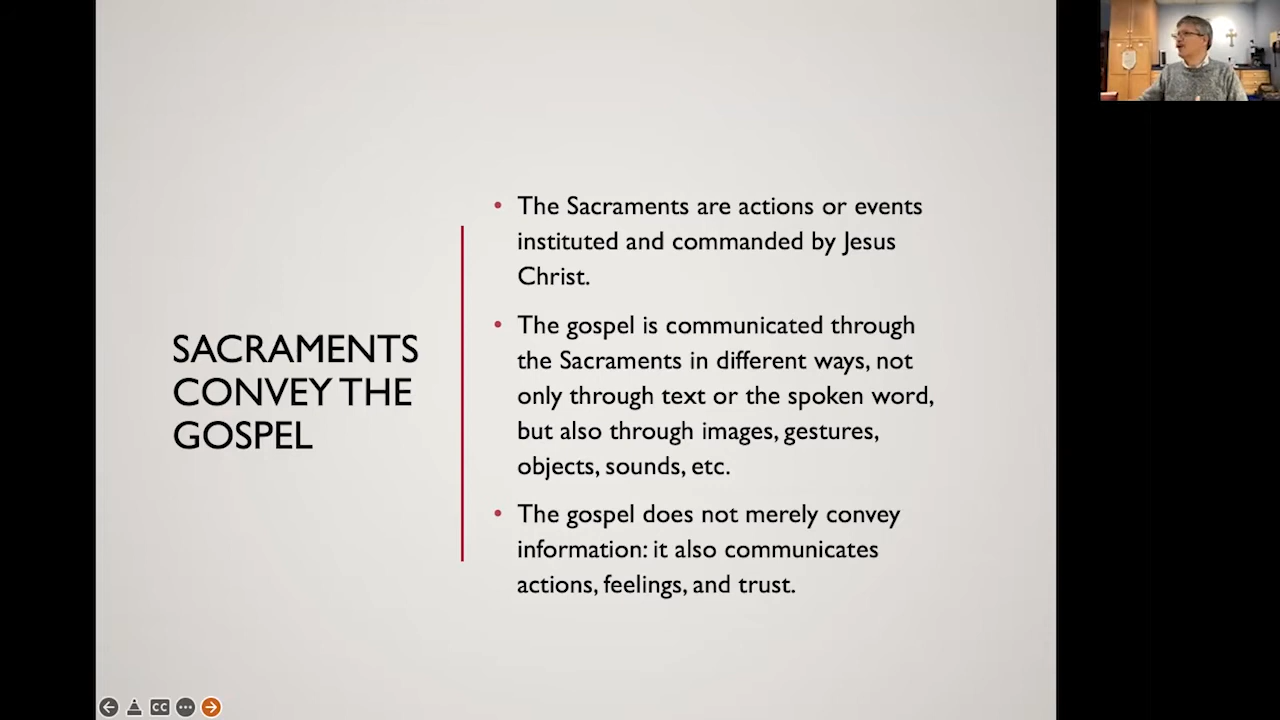 SACRAMENTS
CONVEY THE
GOSPEL
• The Sacraments are actions or events
instituted and commanded by Jesus
Christ.
• The gospel is communicated through
the Sacraments in different ways, not
only through text or the spoken word,
but also through images, gestures,
objects, sounds, etc.
• The gospel does not merely convey
information: it also communicates
actions, feelings, and trust.
CC